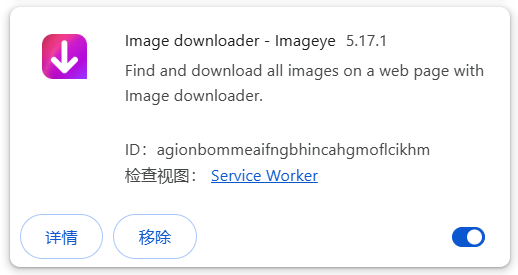 Image downloader - Imageye 5.17.1
Find and download all images on a web page with
Image downloader.
ID：agionbommeaifngbhincahgmoflcikhm
检查视图： Service Worker
详情 移除